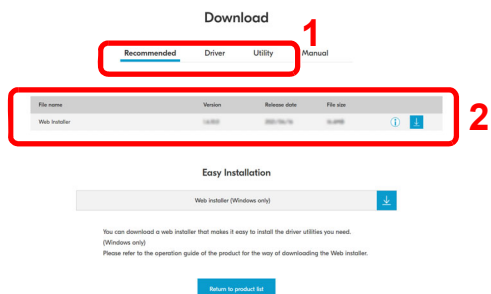 Download
1
Recommended Driver Utility Manual
File name Version Release date File size
Web Installer
2
Easy Installation
Web installer (Windows only)
You can download a web installer that makes it easy to install the driver utilities you need.
(Windows only)
Please refer to the operation guide of the product for the way of downloading the Web installer.
Return to product list